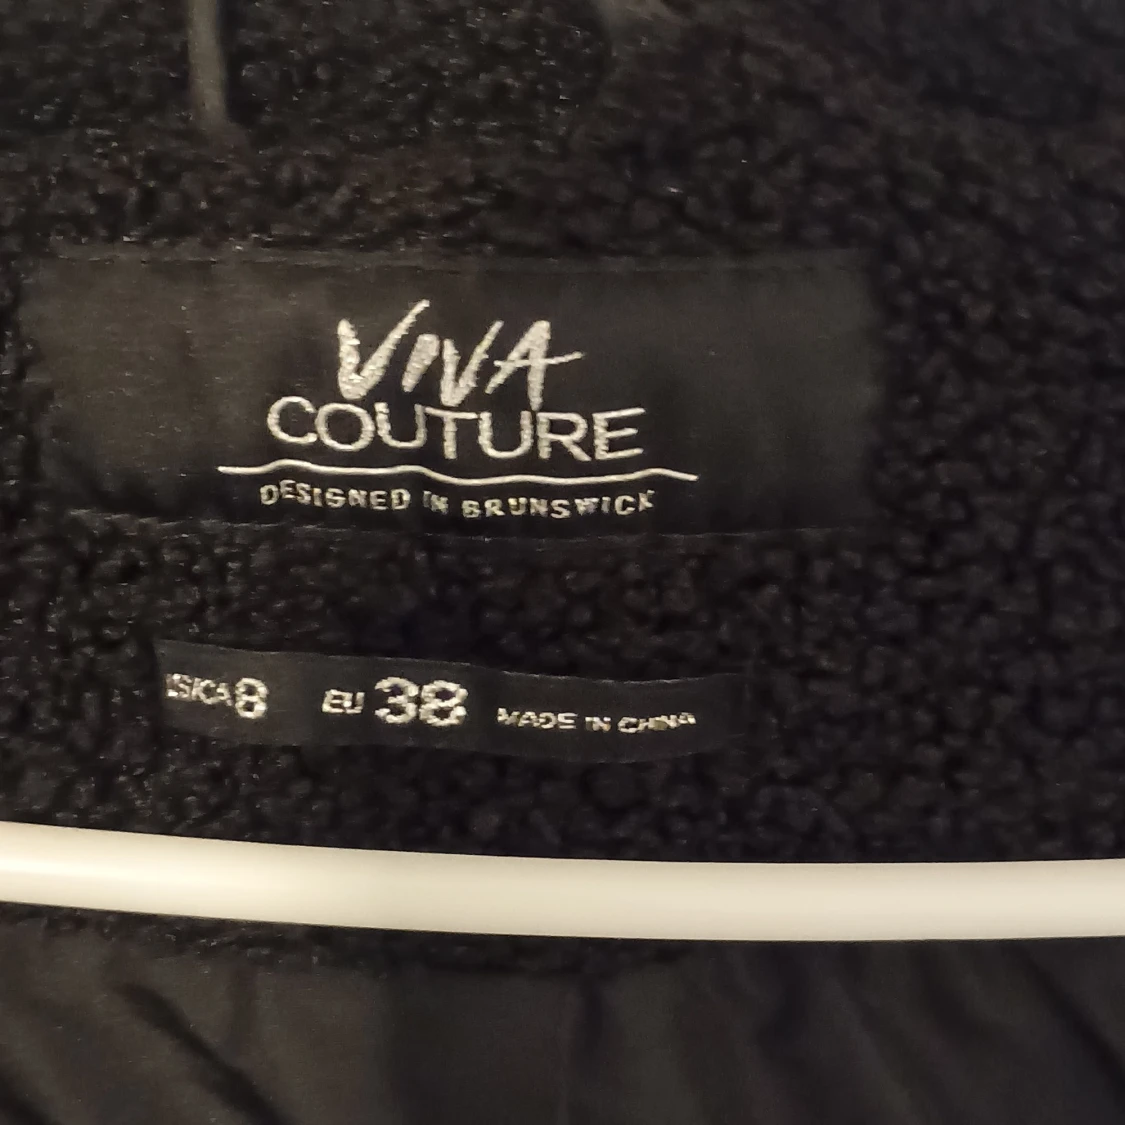 VIVA
COUTURE
DESIGNED IN BRUNSWICK
8 EU 38 MADE IN CHINA